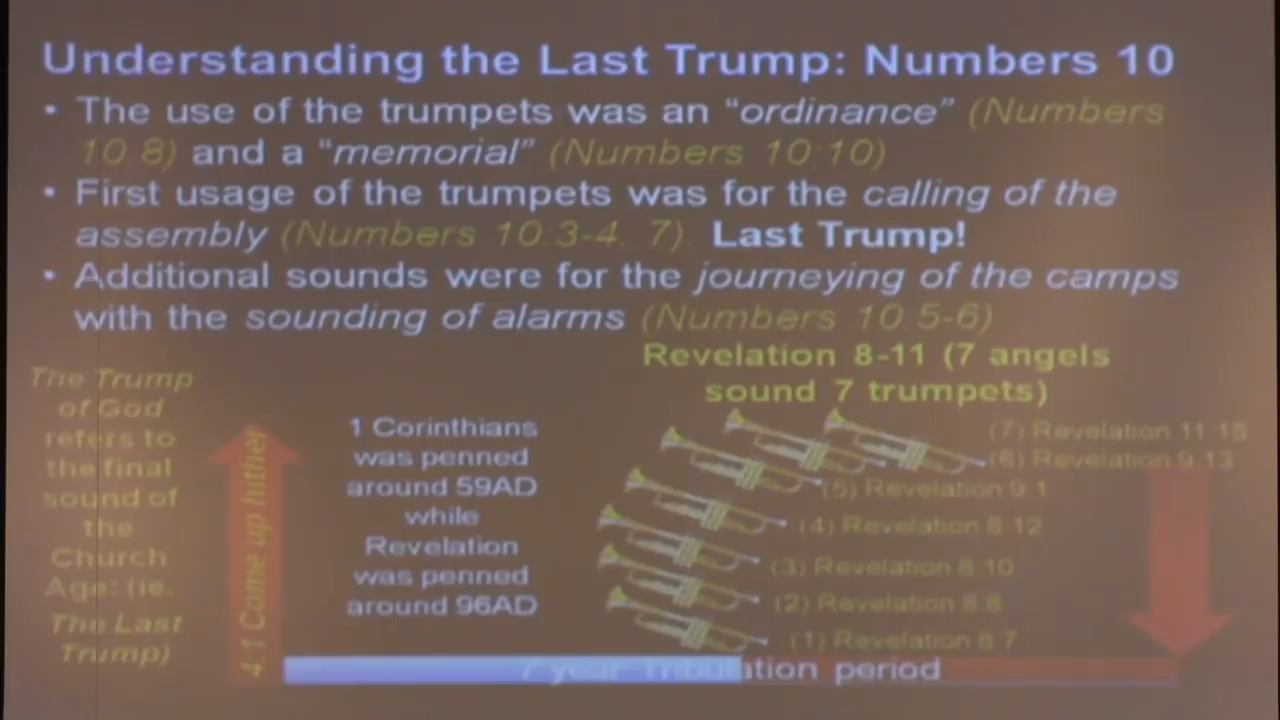 Understanding the Last Trump: Numbers 10
• The use of the trumpets was an “ordinance” (Numbers
10:8) and a “memorial” (Numbers 10:10)
• First usage of the trumpets was for the calling of the
assembly (Numbers 10:3-4, 7). Last Trump!
• Additional sounds were for the journeying of the camps
with the sounding of alarms (Numbers 10:5-6)
Revelation 8-11 (7 angels
sound 7 trumpets)
The Trump
of God
refers to
the final
sound of
the
Church
Age: (ie.
The Last
Trump)
4:1 Come up hither
1 Corinthians
was penned
around 59AD
while
Revelation
was penned
around 96AD
(7) Revelation 11:15
(6) Revelation 9:13
(5) Revelation 9:1
(4) Revelation 8:12
(3) Revelation 8:10
(2) Revelation 8:8
(1) Revelation 8:7
7 year Tribulation period